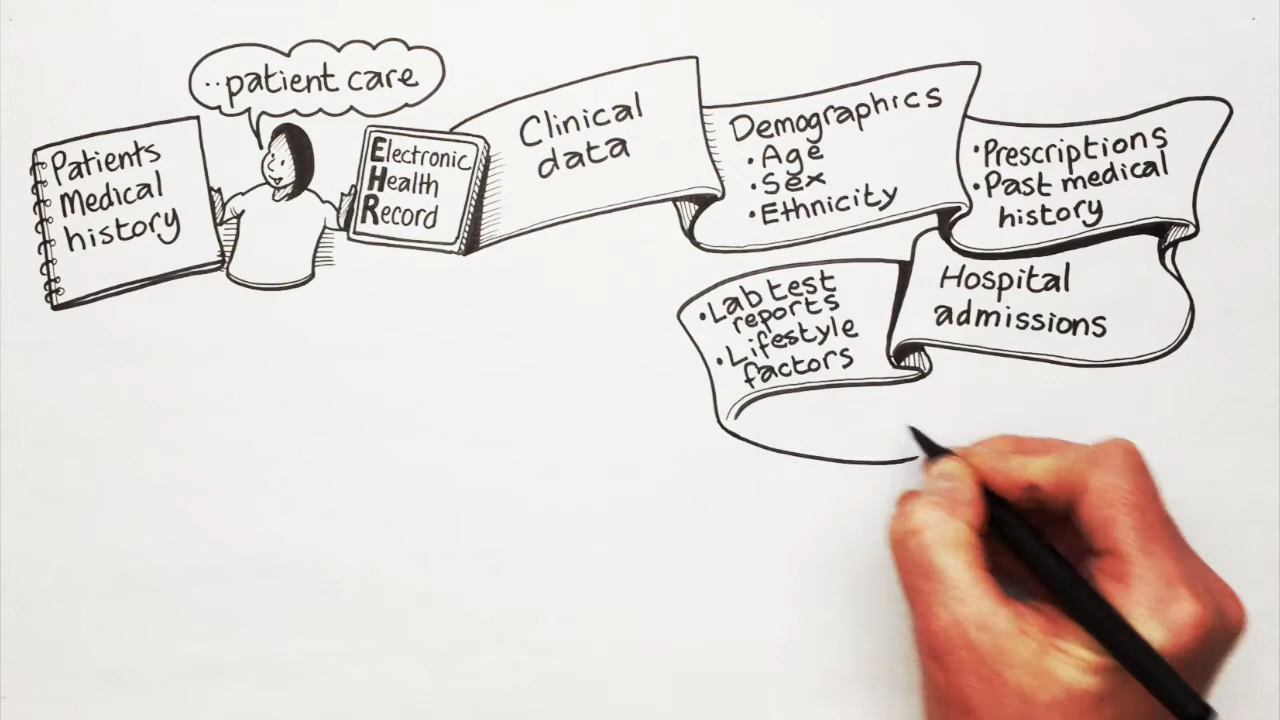 ..patient care
Patients
Medical
history
Electronic
Health
Record
Clinical
data
Demographics
• Age
• Sex
• Ethnicity
• Prescriptions
• Past medical
history
Hospital
admissions
• Lab test
reports
• Lifestyle
factors